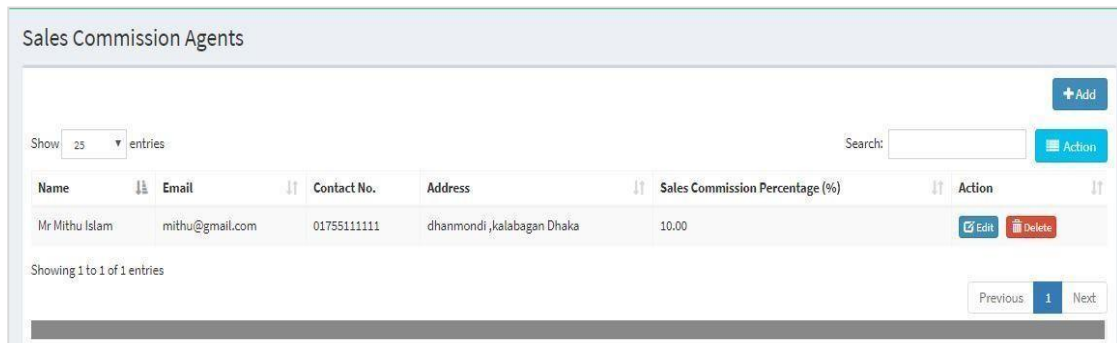 Sales Commission Agents
+Add
Show 25 entries Search: Action
Name Email Contact No. Address Sales Commission Percentage (%) Action
Mr Mithu Islam mithu@gmail.com 01755111111 dhanmondi ,kalabagan Dhaka 10.00 Edit Delete
Showing 1 to 1 of 1 entries
Previous 1 Next